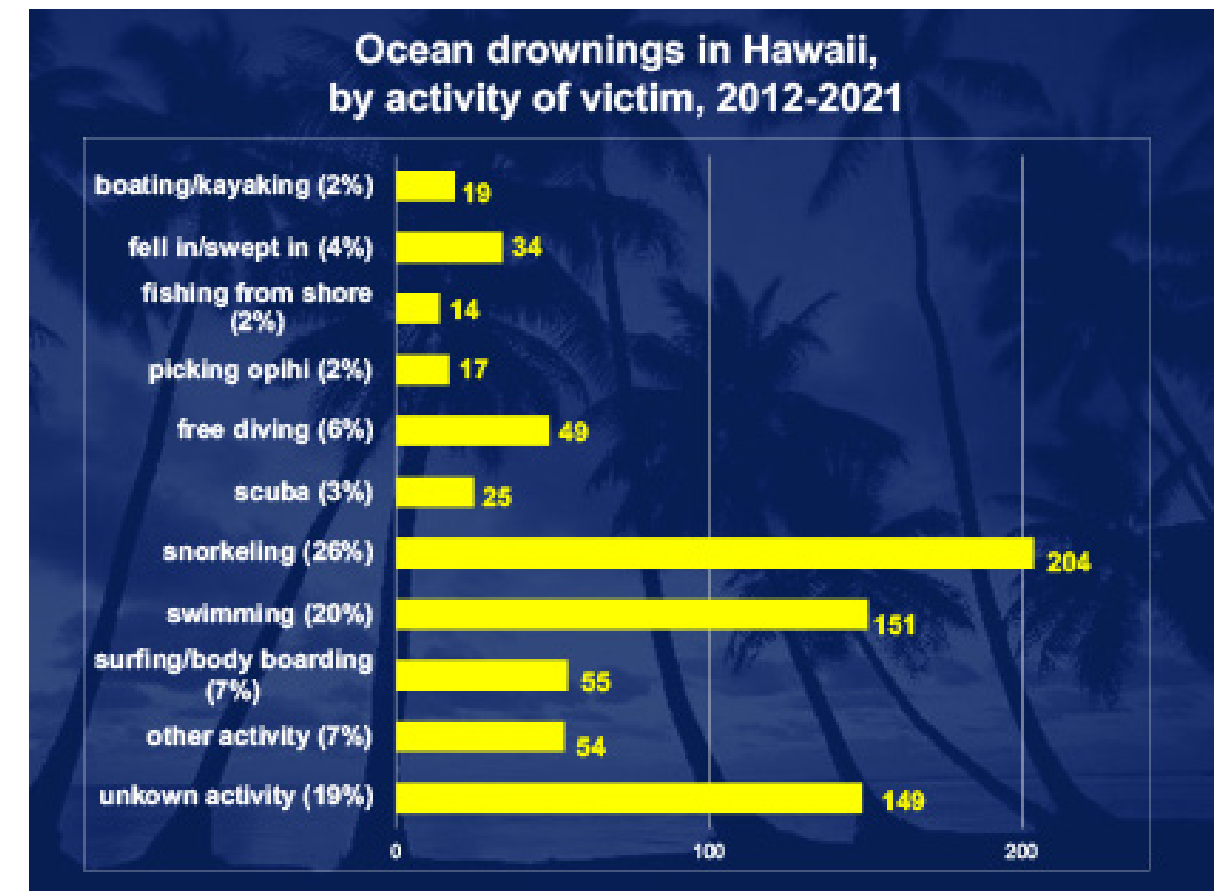 Ocean drownings in Hawaii,
by activity of victim, 2012-2021
boating/kayaking (2%)
19
fell in/swept in (4%)
34
fishing from shore
(2%)
14
picking opihi (2%)
17
free diving (6%)
49
scuba (3%)
25
snorkeling (26%)
204
swimming (20%)
151
surfing/body boarding
(7%)
55
other activity (7%)
54
unkown activity (19%)
149
0
100
200